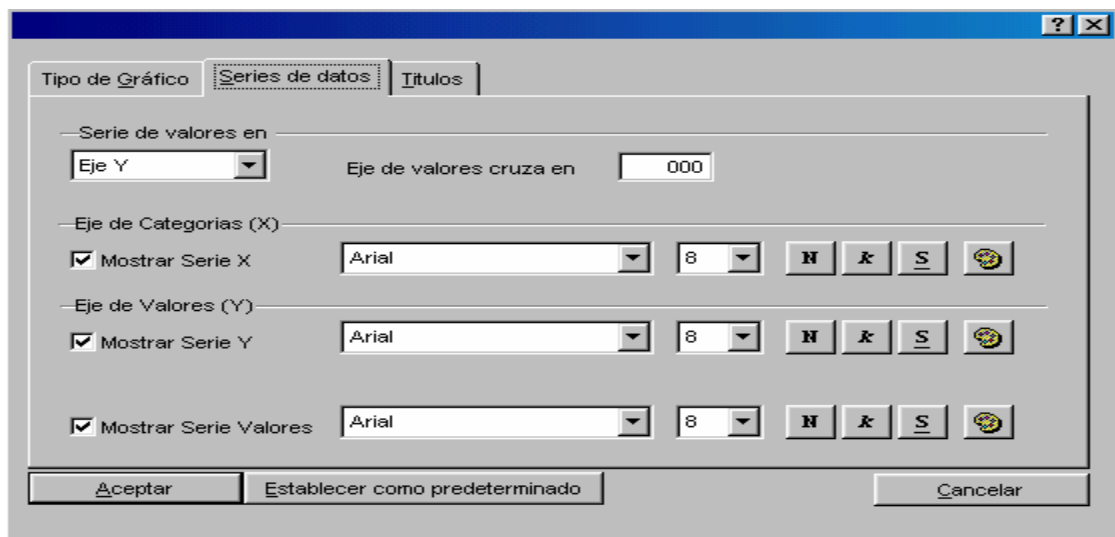 ? X
Tipo de Gráfico Series de datos Titulos
Serie de valores en
Eje Y Eje de valores cruza en 000
Eje de Categorias (X)
Mostrar Serie X Arial 8 N k S
Eje de Valores (Y)
Mostrar Serie Y Arial 8 N k S
Mostrar Serie Valores Arial 8 N k S
Aceptar Establecer como predeterminado Cancelar